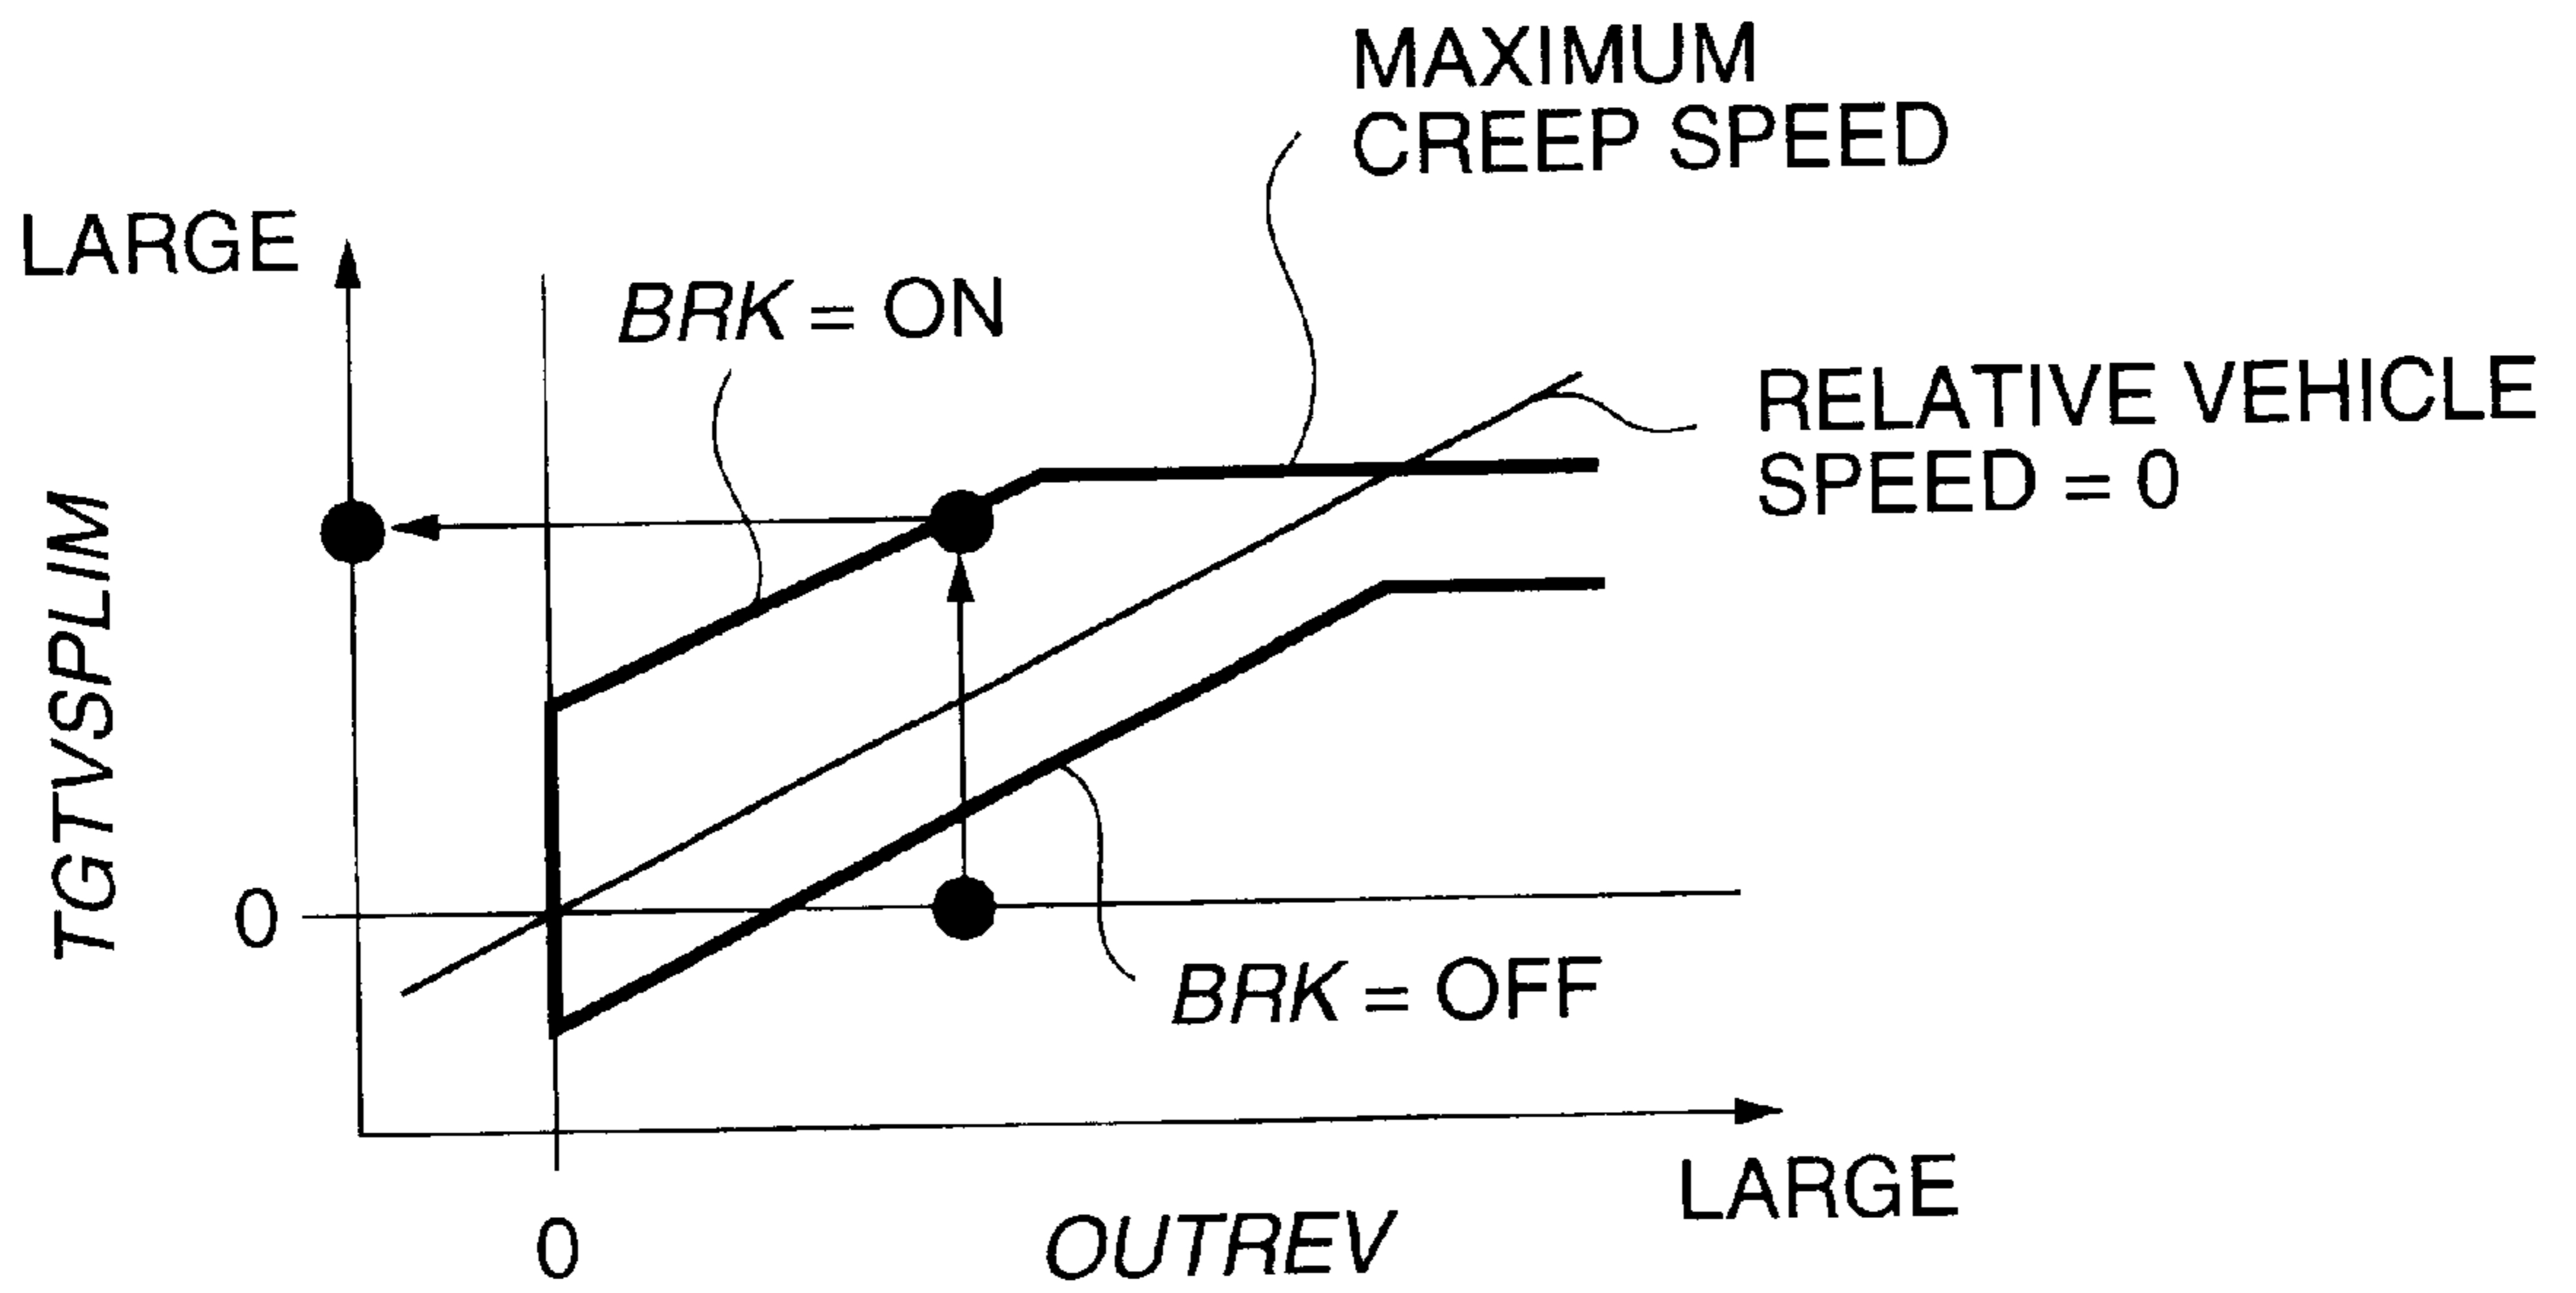 MAXIMUM
CREEP SPEED
LARGE
BRK = ON
RELATIVE VEHICLE
SPEED = 0
TGTVSPLIM
0
BRK = OFF
LARGE
0
OUTREV